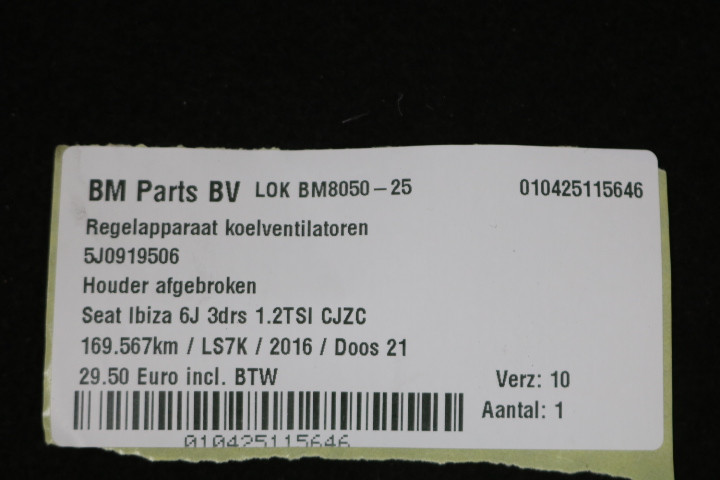 BM Parts BV LOK BM8050-25 010425115646
Regelapparaat koelventilatoren
5J0919506
Houder afgebroken
Seat Ibiza 6J 3drs 1.2TSI CJZC
169.567km / LS7K / 2016 / Doos 21
29.50 Euro incl. BTW Verz: 10
Aantal: 1
010425115646